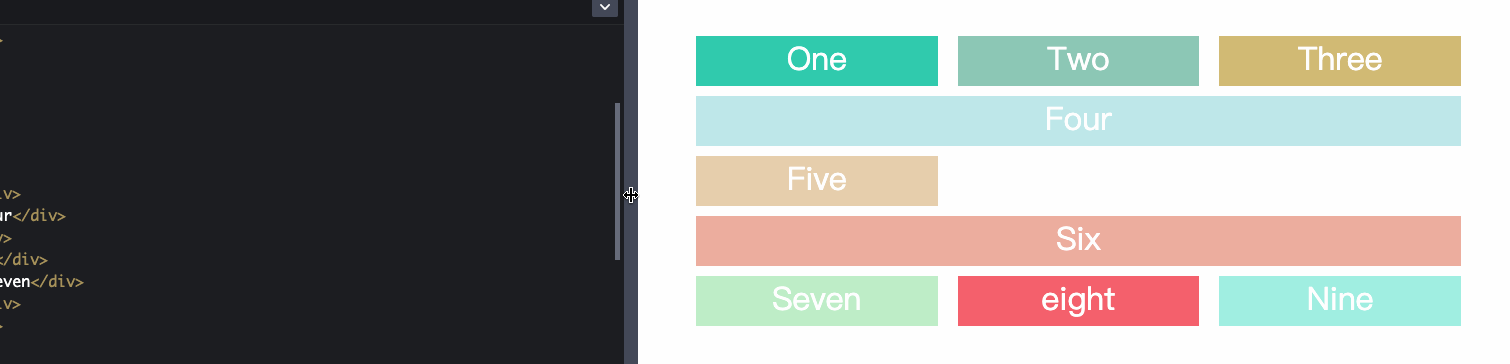 >
iv>
ur</div>
v>
</div>
even</div>
iv>
>
One Two Three
Four
Five
Six
Seven eight Nine